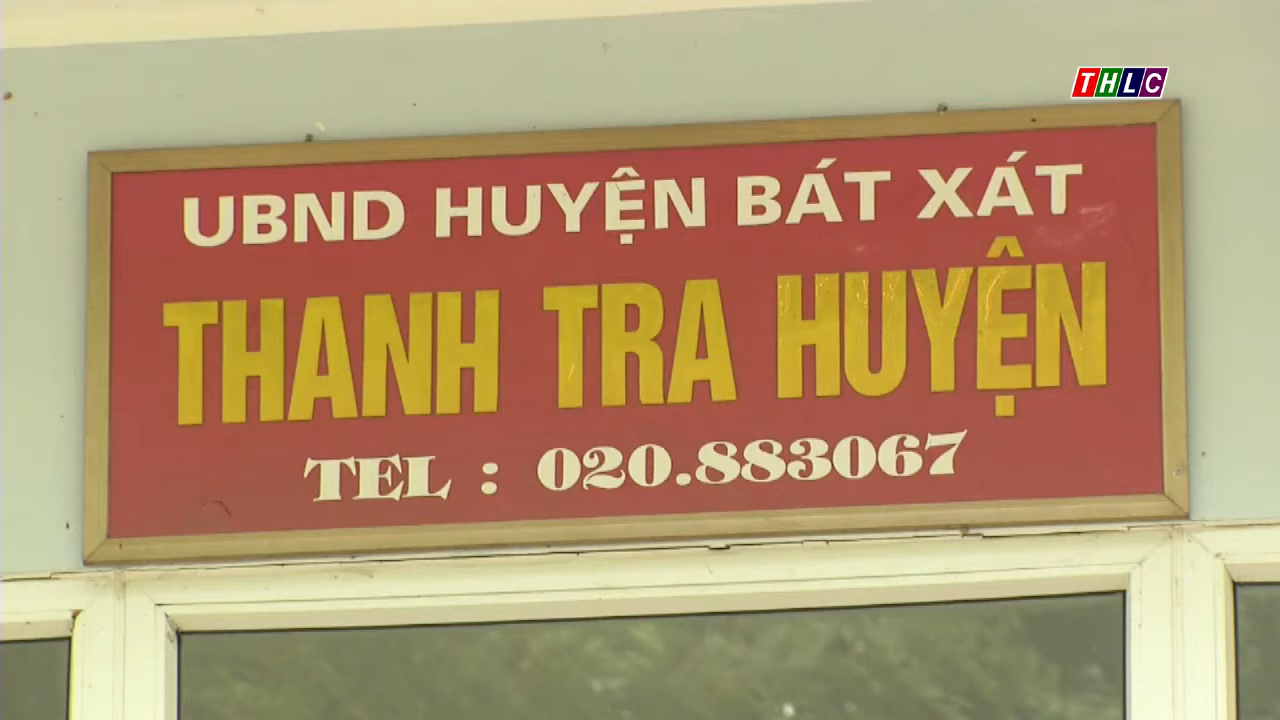 THLC
UBND HUYỆN BÁT XÁT
THANH TRA HUYỆN
TEL : 020.883067